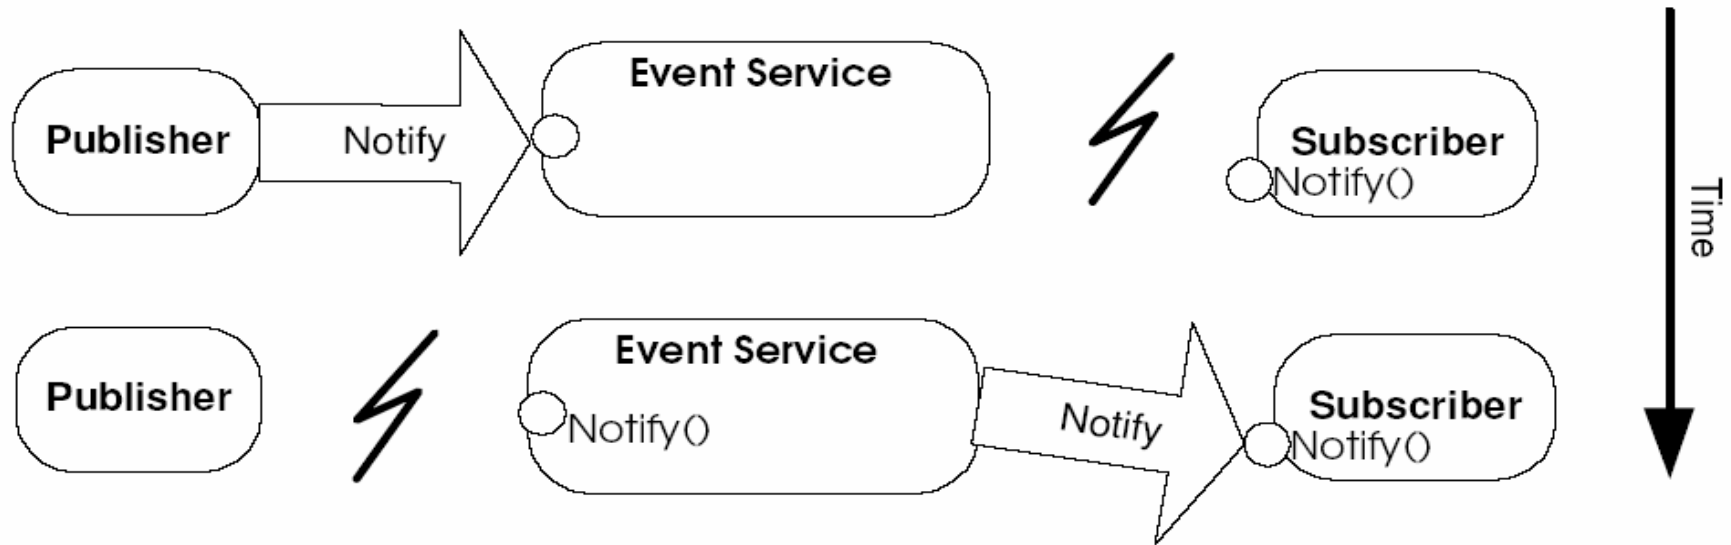 Event Service
Publisher
Notify
Subscriber
Notify()
Time
Event Service
Publisher
Notify()
Notify
Subscriber
Notify()